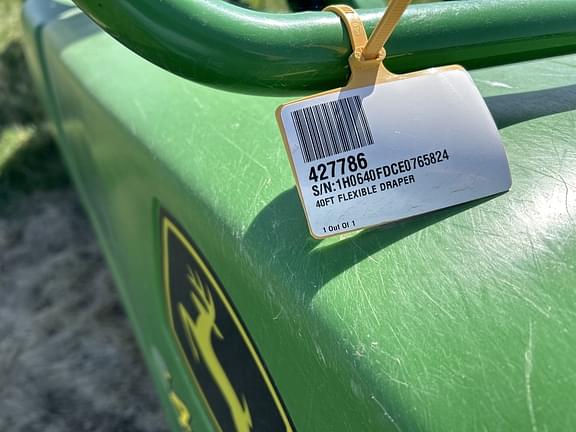 427786
S/N:1H0640FDCE0765824
40FT FLEXIBLE DRAPER
1 Out Of 1